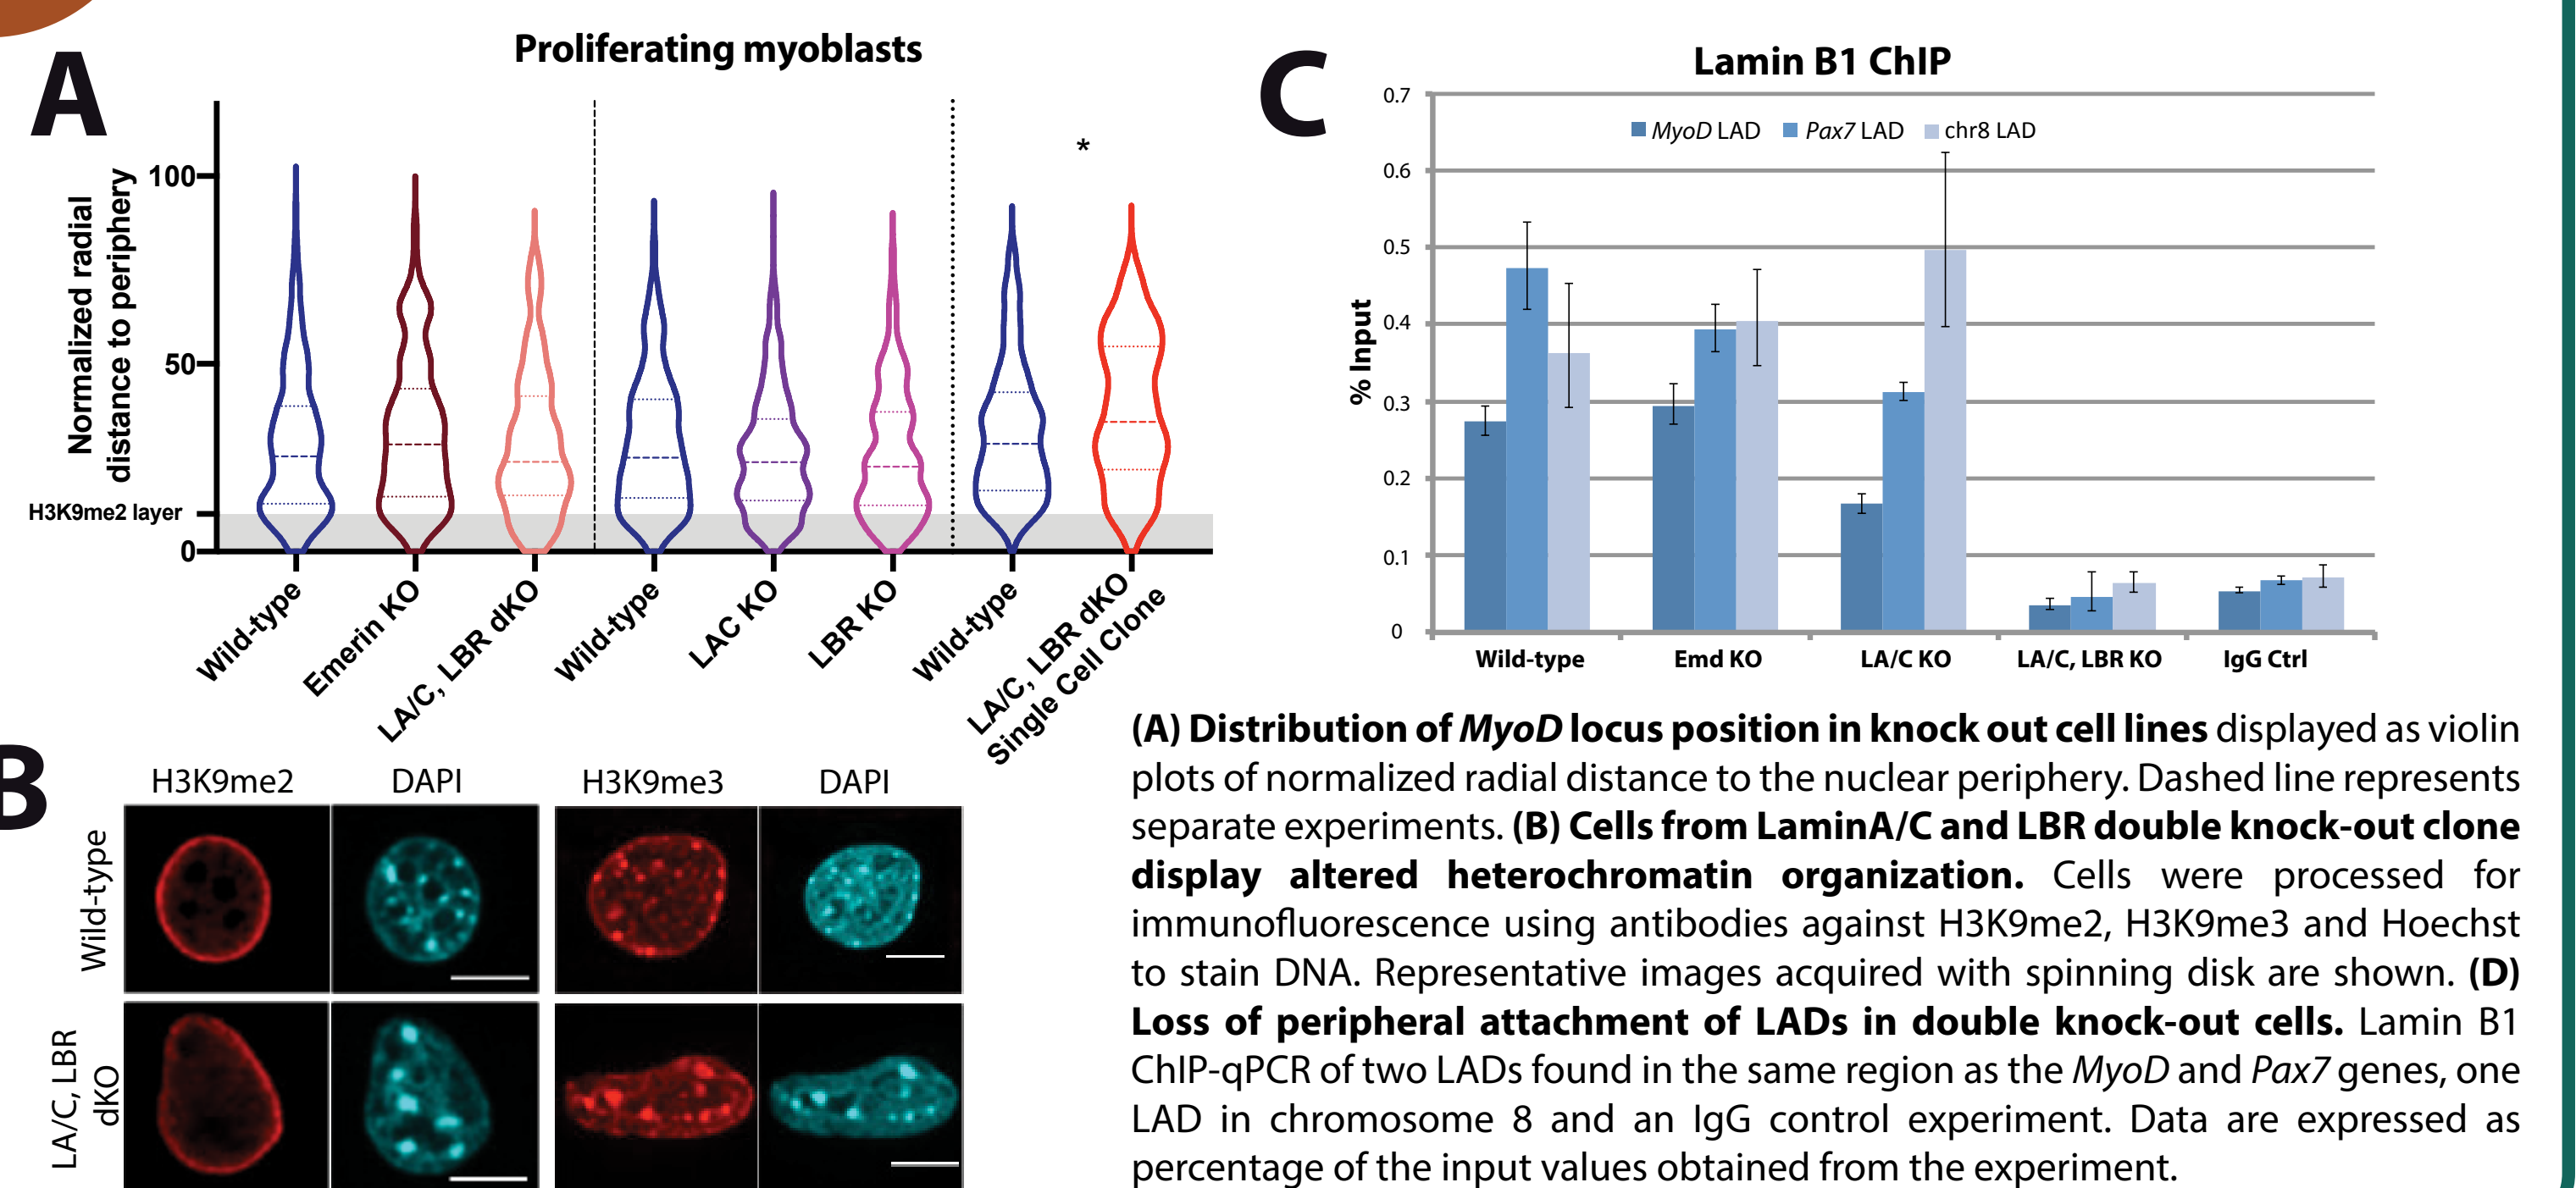 A
Proliferating myoblasts
Normalized radial
distance to periphery
100
50
H3K9me2 layer
0
*
Wild-type
Emerin KO
LA/C, LBR dKO
Wild-type
LAC KO
LBR KO
Wild-type
LA/C, LBR dKO
Single Cell Clone
B
H3K9me2
DAPI
H3K9me3
DAPI
Wild-type
LA/C, LBR
dKO
C
Lamin B1 ChIP
MyoD LAD
Pax7 LAD
chr8 LAD
% Input
0.7
0.6
0.5
0.4
0.3
0.2
0.1
0
Wild-type
Emd KO
LA/C KO
LA/C, LBR KO
IgG Ctrl
(A) Distribution of MyoD locus position in knock out cell lines displayed as violin
plots of normalized radial distance to the nuclear periphery. Dashed line represents
separate experiments. (B) Cells from LaminA/C and LBR double knock-out clone
display altered heterochromatin organization. Cells were processed for
immunofluorescence using antibodies against H3K9me2, H3K9me3 and Hoechst
to stain DNA. Representative images acquired with spinning disk are shown. (D)
Loss of peripheral attachment of LADs in double knock-out cells. Lamin B1
ChIP-qPCR of two LADs found in the same region as the MyoD and Pax7 genes, one
LAD in chromosome 8 and an IgG control experiment. Data are expressed as
percentage of the input values obtained from the experiment.